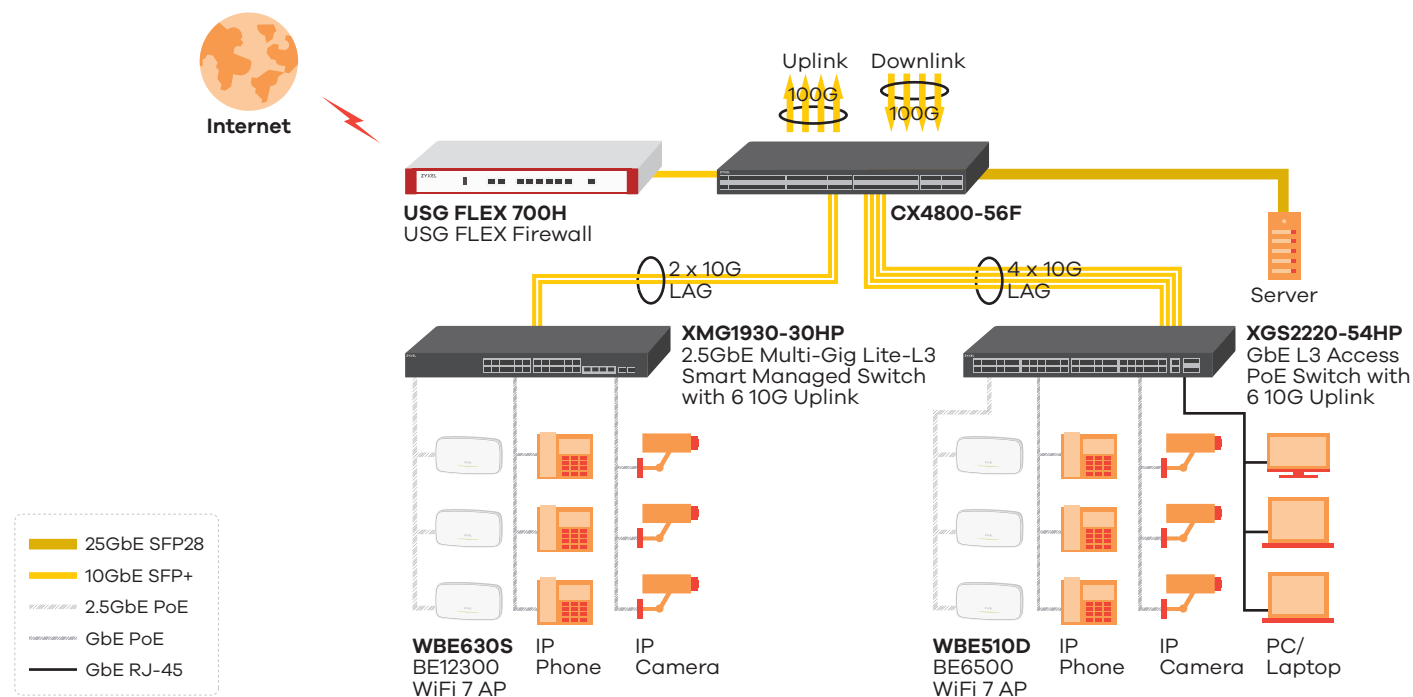 Uplink
Downlink
100G
100G
Internet
ZYXEL
ZYXEL
USG FLEX 700H
USG FLEX Firewall
CX4800-56F
2 x 10G
LAG
4 x 10G
LAG
Server
ZYXEL
XMG1930-30HP
2.5GbE Multi-Gig Lite-L3
Smart Managed Switch
with 6 10G Uplink
ZYXEL
XGS2220-54HP
GbE L3 Access
PoE Switch with
6 10G Uplink
25GbE SFP28
10GbE SFP+
2.5GbE PoE
GbE PoE
GbE RJ-45
WBE630S
BE12300
WiFi 7 AP
IP
Phone
IP
Camera
WBE510D
BE6500
WiFi 7 AP
IP
Phone
IP
Camera
PC/
Laptop